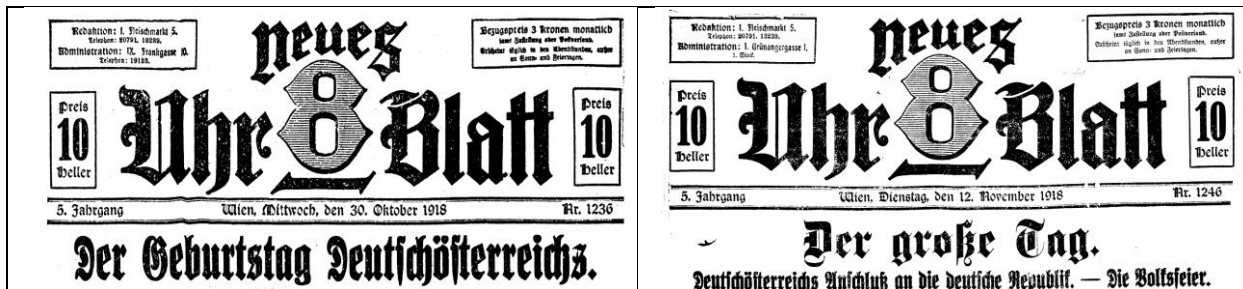 Redaktion: I. Fleischmarkt 5.
Telephon: 20791, 18239.
Administration: IX. Frankgasse 10.
Telephon: 19123.
Bezugspreis 3 Kronen monatlich
samt Zustellung oder Postversand.
Erscheint täglich in den Abendstunden, außer
an Sonn- und Feiertagen.
neues
8
Uhr Blatt
Preis
10
Heller
Preis
10
Heller
5. Jahrgang Wien, Mittwoch, den 30. Oktober 1918 Nr. 1236
Der Geburtstag Deutschösterreichs.
Redaktion: I. Fleischmarkt 5.
Telephon: 20791, 18239.
Administration: I. Grünangergasse 1,
1. Stock.
Bezugspreis 3 Kronen monatlich
samt Zustellung oder Postversand.
Erscheint täglich in den Abendstunden, außer
an Sonn- und Feiertagen.
neues
8
Uhr Blatt
Preis
10
Heller
Preis
10
Heller
5. Jahrgang Wien, Dienstag, den 12. November 1918 Nr. 1246
Der große Tag.
Deutschösterreichs Anschluß an die deutsche Republik. — Die Volksfeier.